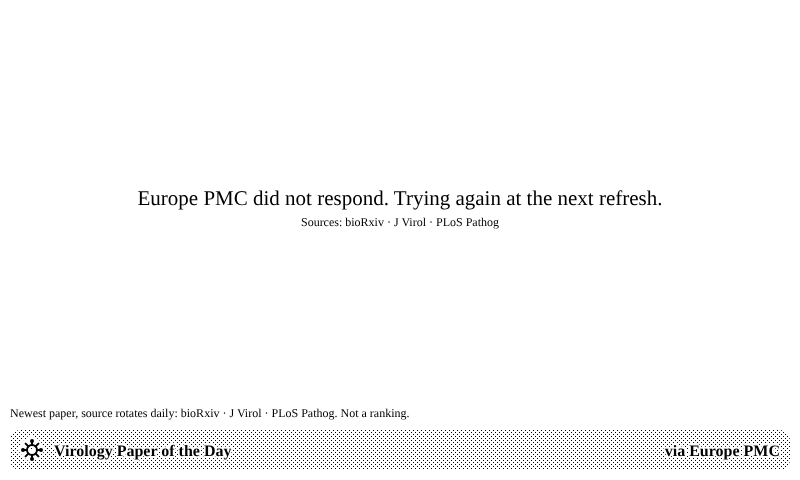 Europe PMC did not respond. Trying again at the next refresh.
Sources: bioRxiv · J Virol · PLoS Pathog
Newest paper, source rotates daily: bioRxiv · J Virol · PLoS Pathog. Not a ranking.
Virology Paper of the Day
via Europe PMC